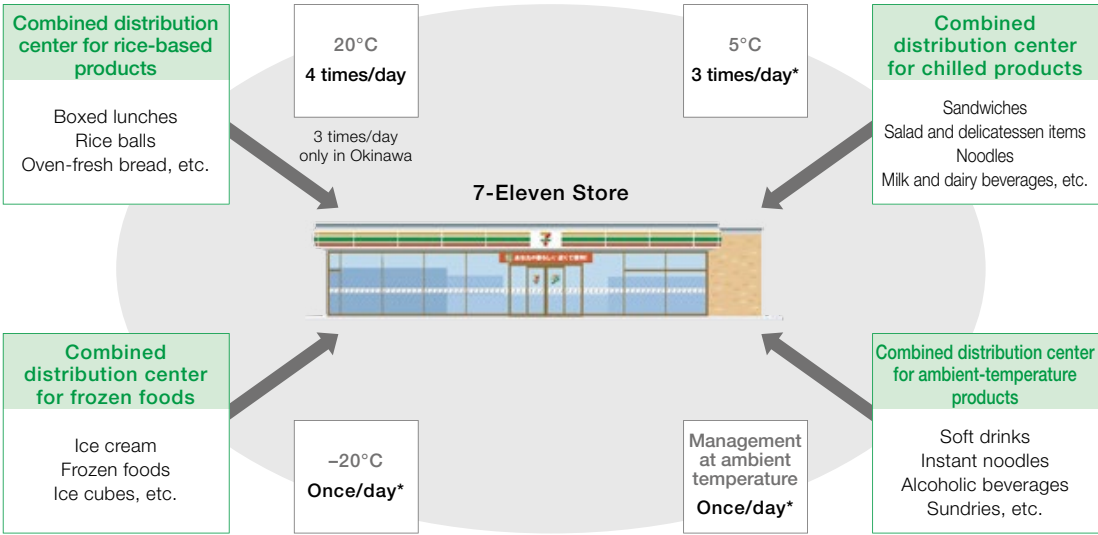 Combined distribution
center for rice-based
products
Boxed lunches
Rice balls
Oven-fresh bread, etc.
20°C
4 times/day
3 times/day
only in Okinawa
5°C
3 times/day*
Combined
distribution center
for chilled products
Sandwiches
Salad and delicatessen items
Noodles
Milk and dairy beverages, etc.
7-Eleven Store
7
Combined
distribution center
for frozen foods
Ice cream
Frozen foods
Ice cubes, etc.
–20°C
Once/day*
Management
at ambient
temperature
Once/day*
Combined distribution center
for ambient-temperature
products
Soft drinks
Instant noodles
Alcoholic beverages
Sundries, etc.